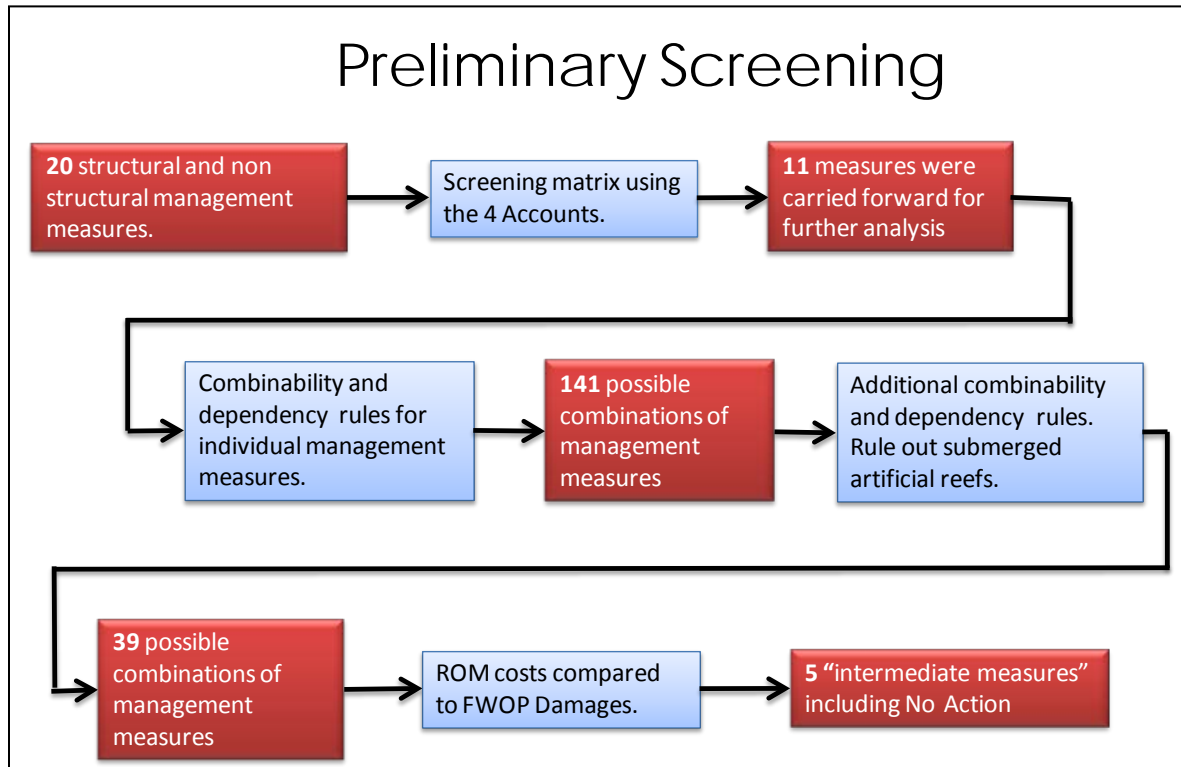 Preliminary Screening
20 structural and non
structural management
measures.
Screening matrix using
the 4 Accounts.
11 measures were
carried forward for
further analysis
Combinability and
dependency rules for
individual management
measures.
141 possible
combinations of
management
measures
Additional combinability
and dependency rules.
Rule out submerged
artificial reefs.
39 possible
combinations of
management
measures
ROM costs compared
to FWOP Damages.
5 “intermediate measures”
including No Action